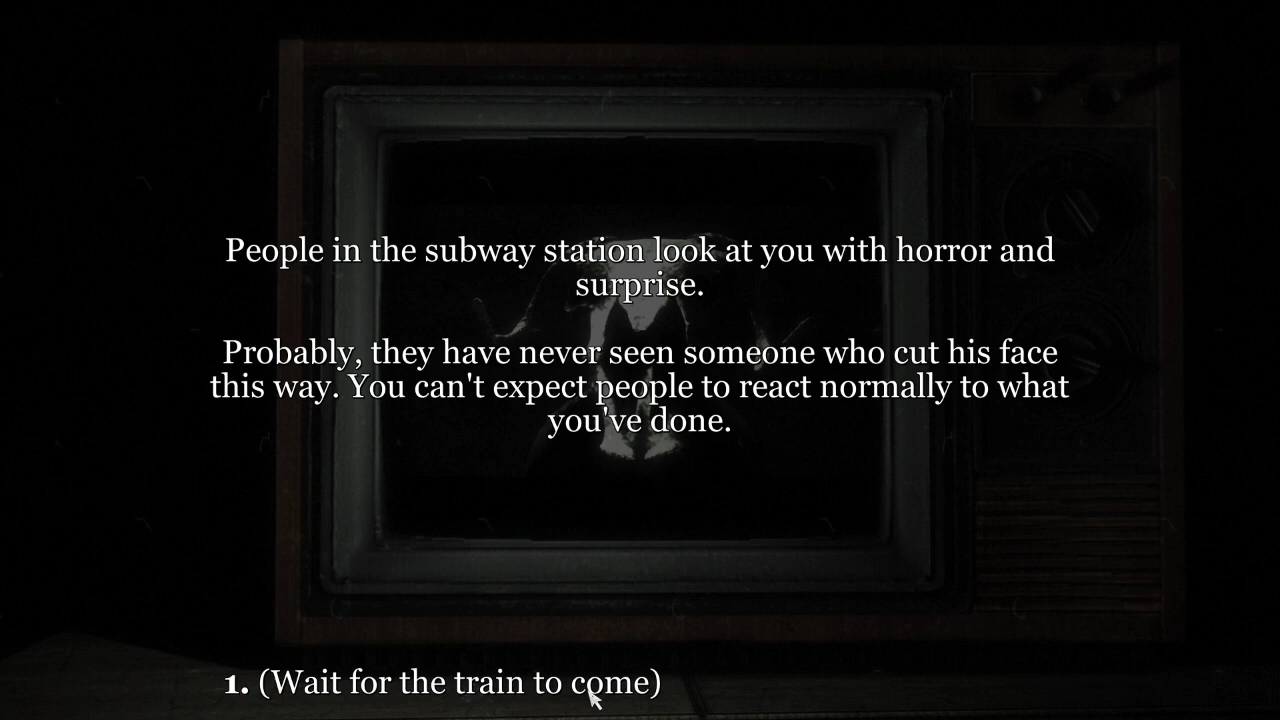 People in the subway station look at you with horror and
surprise.
Probably, they have never seen someone who cut his face
this way. You can't expect people to react normally to what
you've done.
1. (Wait for the train to come)